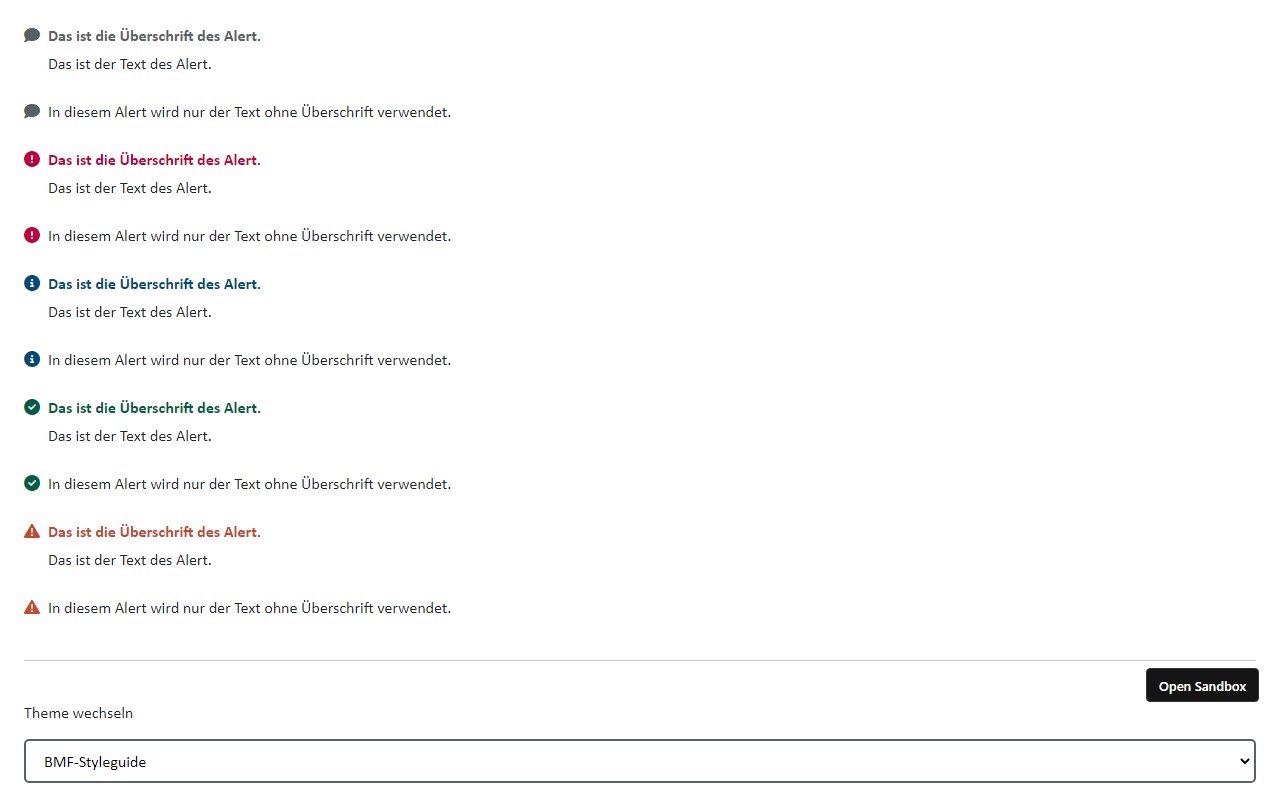 Das ist die Überschrift des Alert.
Das ist der Text des Alert.
In diesem Alert wird nur der Text ohne Überschrift verwendet.
Das ist die Überschrift des Alert.
Das ist der Text des Alert.
In diesem Alert wird nur der Text ohne Überschrift verwendet.
Das ist die Überschrift des Alert.
Das ist der Text des Alert.
In diesem Alert wird nur der Text ohne Überschrift verwendet.
Das ist die Überschrift des Alert.
Das ist der Text des Alert.
In diesem Alert wird nur der Text ohne Überschrift verwendet.
Das ist die Überschrift des Alert.
Das ist der Text des Alert.
In diesem Alert wird nur der Text ohne Überschrift verwendet.
Open Sandbox
Theme wechseln
BMF-Styleguide